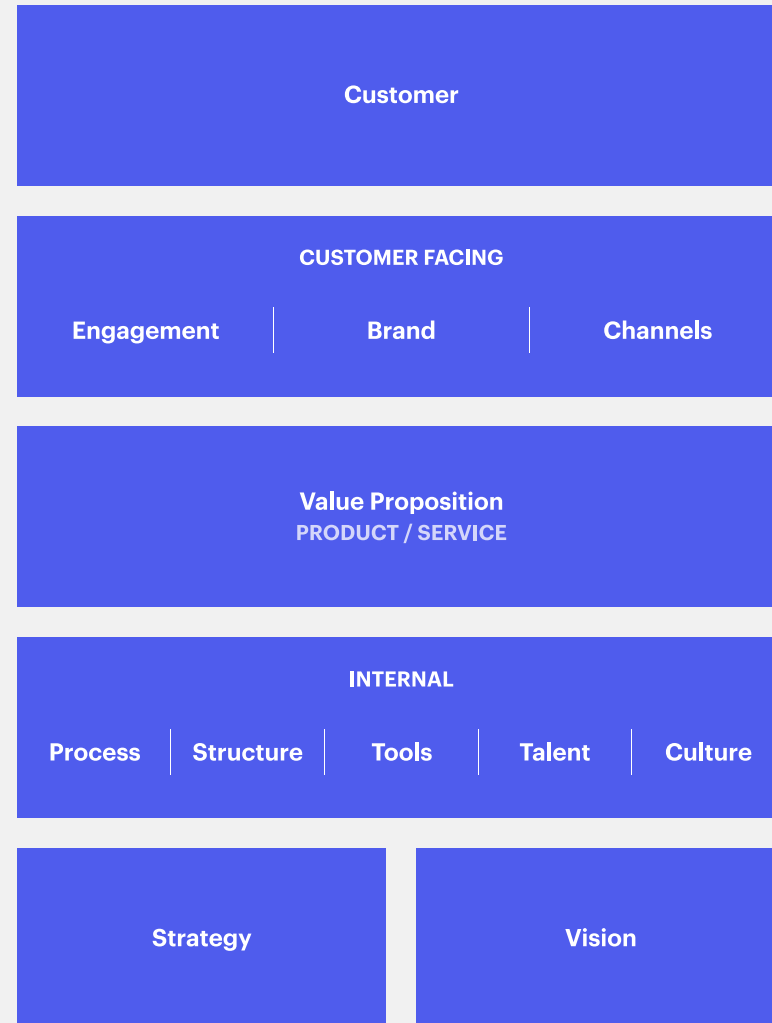 Customer
CUSTOMER FACING
Engagement Brand Channels
Value Proposition
PRODUCT / SERVICE
INTERNAL
Process Structure Tools Talent Culture
Strategy Vision